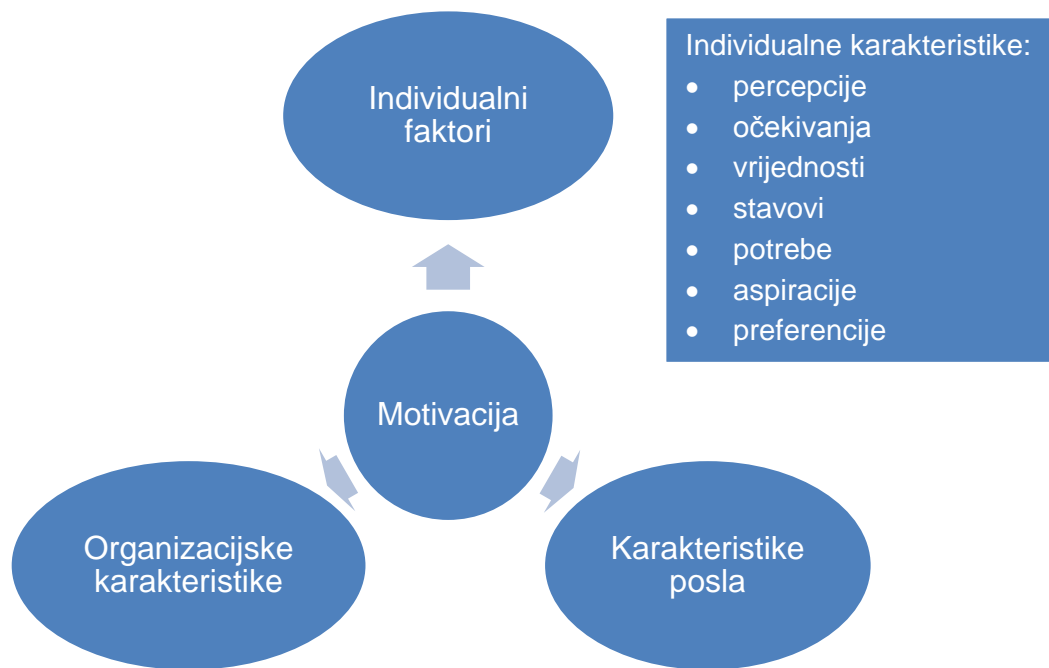 Individualni
faktori
Individualne karakteristike:
• percepcije
• očekivanja
• vrijednosti
• stavovi
• potrebe
• aspiracije
• preferencije
Motivacija
Organizacijske
karakteristike
Karakteristike
posla